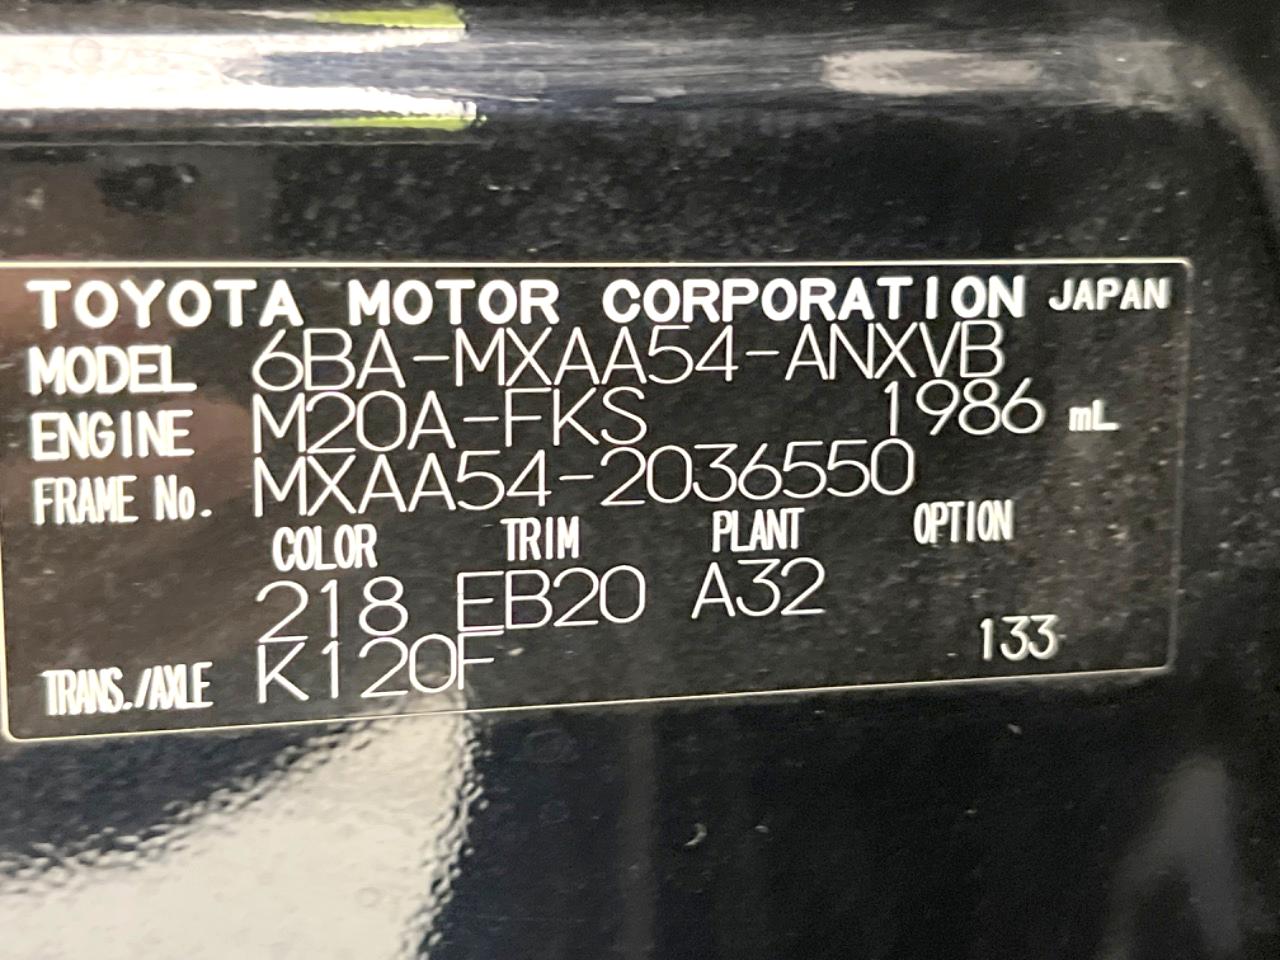 TOYOTA MOTOR CORPORATION JAPAN
MODEL 6BA-MXAA54-ANXVB
ENGINE M20A-FKS 1986 mL
FRAME No. MXAA54-2036550
COLOR TRIM PLANT OPTION
218 EB20 A32
TRANS./AXLE K120F 133